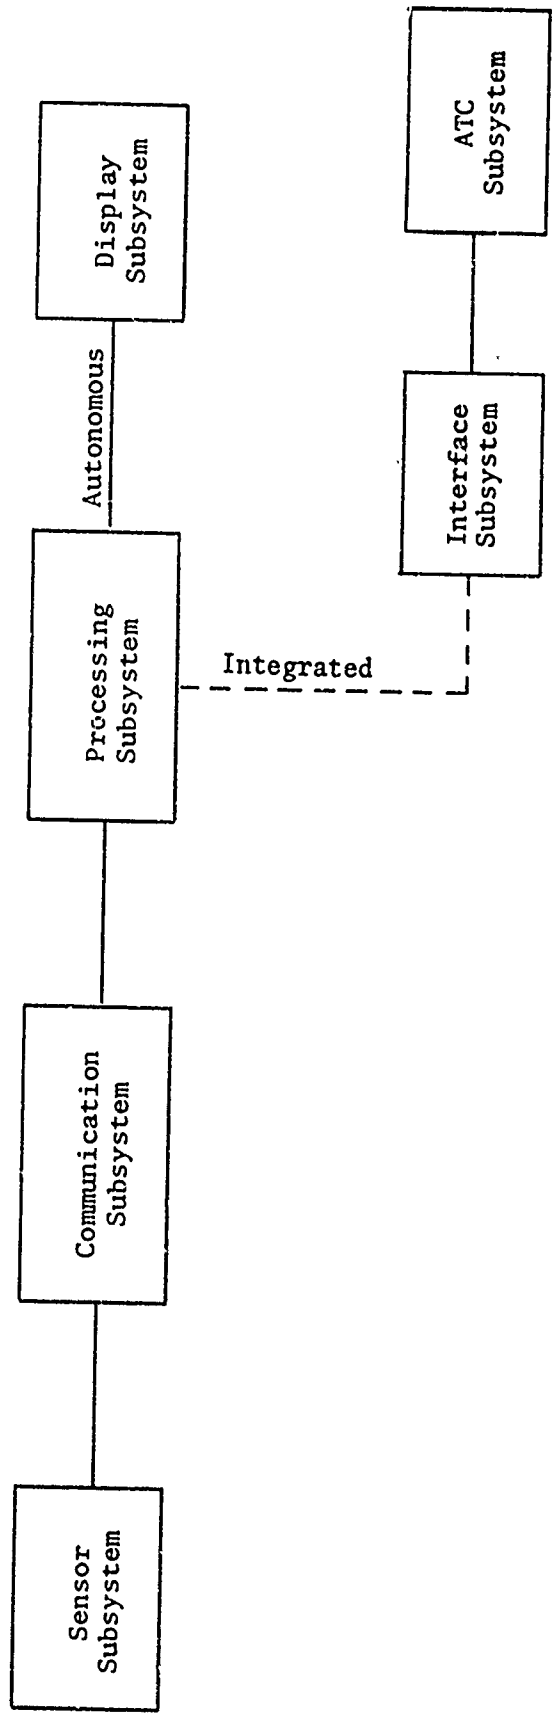 Sensor
Subsystem
Communication
Subsystem
Processing
Subsystem
Autonomous
Display
Subsystem
Integrated
Interface
Subsystem
ATC
Subsystem